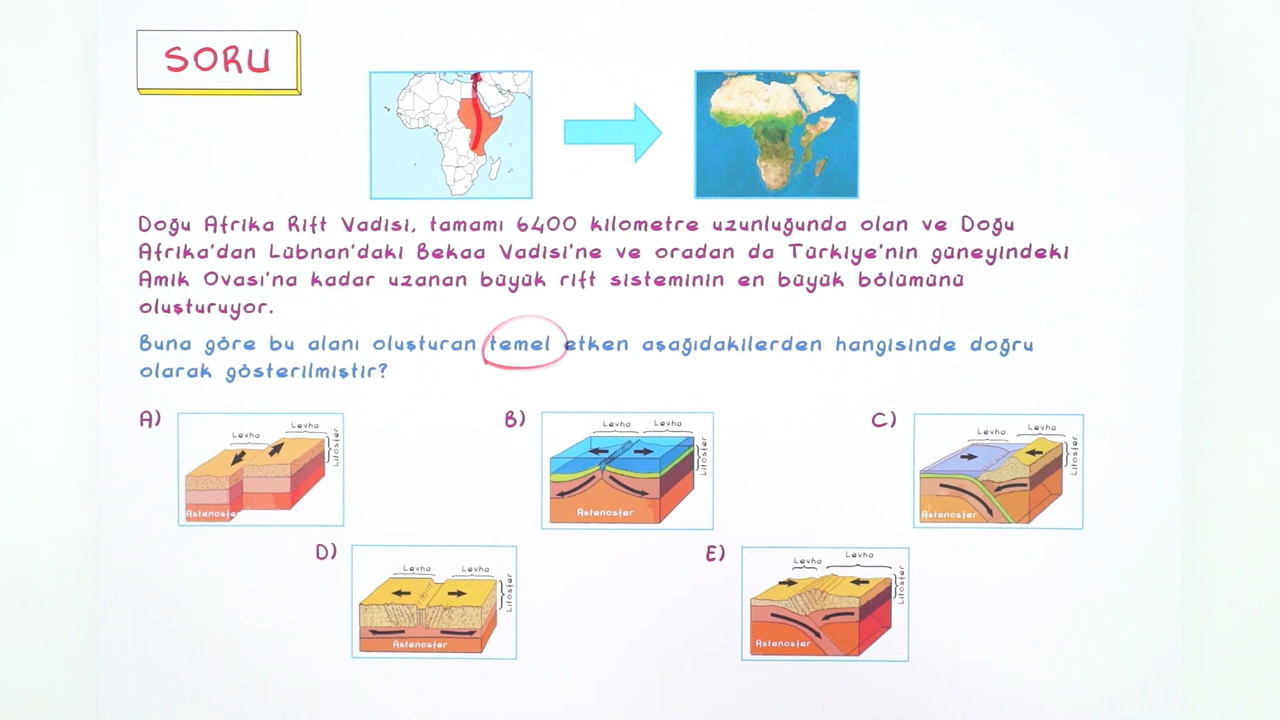 SORU
Doğu Afrika Rift Vadisi, tamamı 6400 kilometre uzunluğunda olan ve Doğu
Afrika'dan Lübnan'daki Bekaa Vadisi'ne ve oradan da Türkiye'nin güneyindeki
Amik Ovası'na kadar uzanan büyük rift sisteminin en büyük bölümünü
oluşturuyor.
Buna göre bu alanı oluşturan temel etken aşağıdakilerden hangisinde doğru
olarak gösterilmiştir?
A)
Levha
Levha
Litosfer
Astenosfer
B)
Levha
Levha
Litosfer
Astenosfer
C)
Levha
Levha
Litosfer
Astenosfer
D)
Levha
Levha
Litosfer
Astenosfer
E)
Levha
Levha
Litosfer
Astenosfer